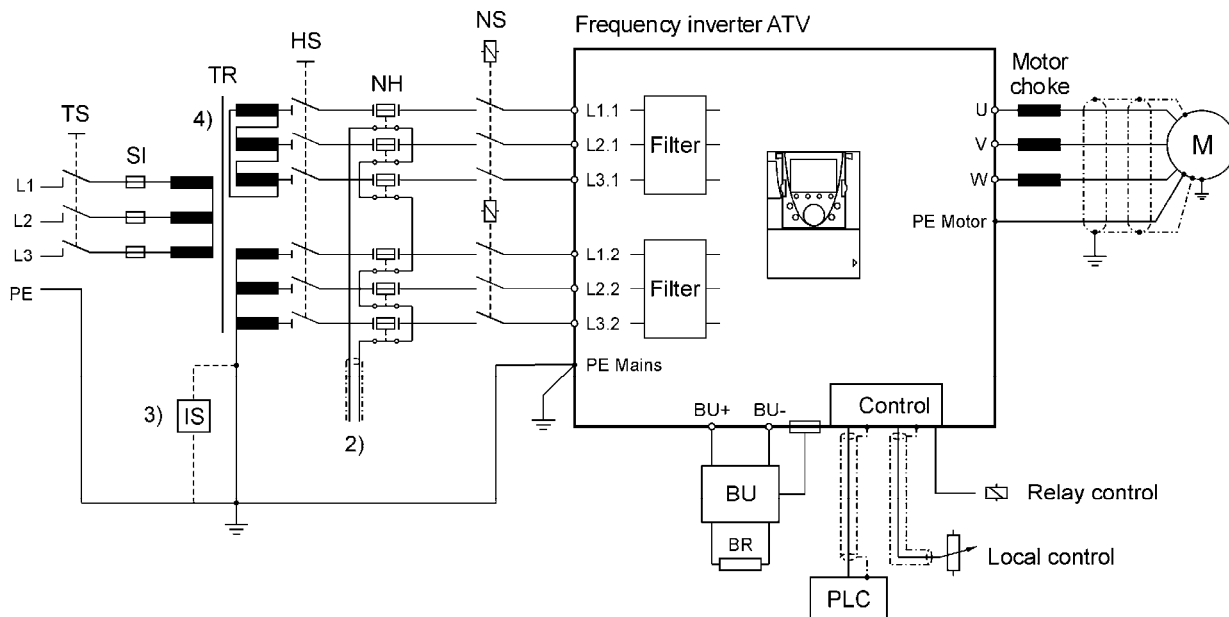 Frequency inverter ATV
NS
HS
NH
TR
4)
TS
SI
L1
L2
L3
PE
L1.1
L2.1
L3.1
Filter
L1.2
L2.2
L3.2
Filter
PE Mains
3)
IS
2)
U
V
W
PE Motor
Motor
choke
M
BU+
BU-
Control
BU
BR
PLC
Relay control
Local control